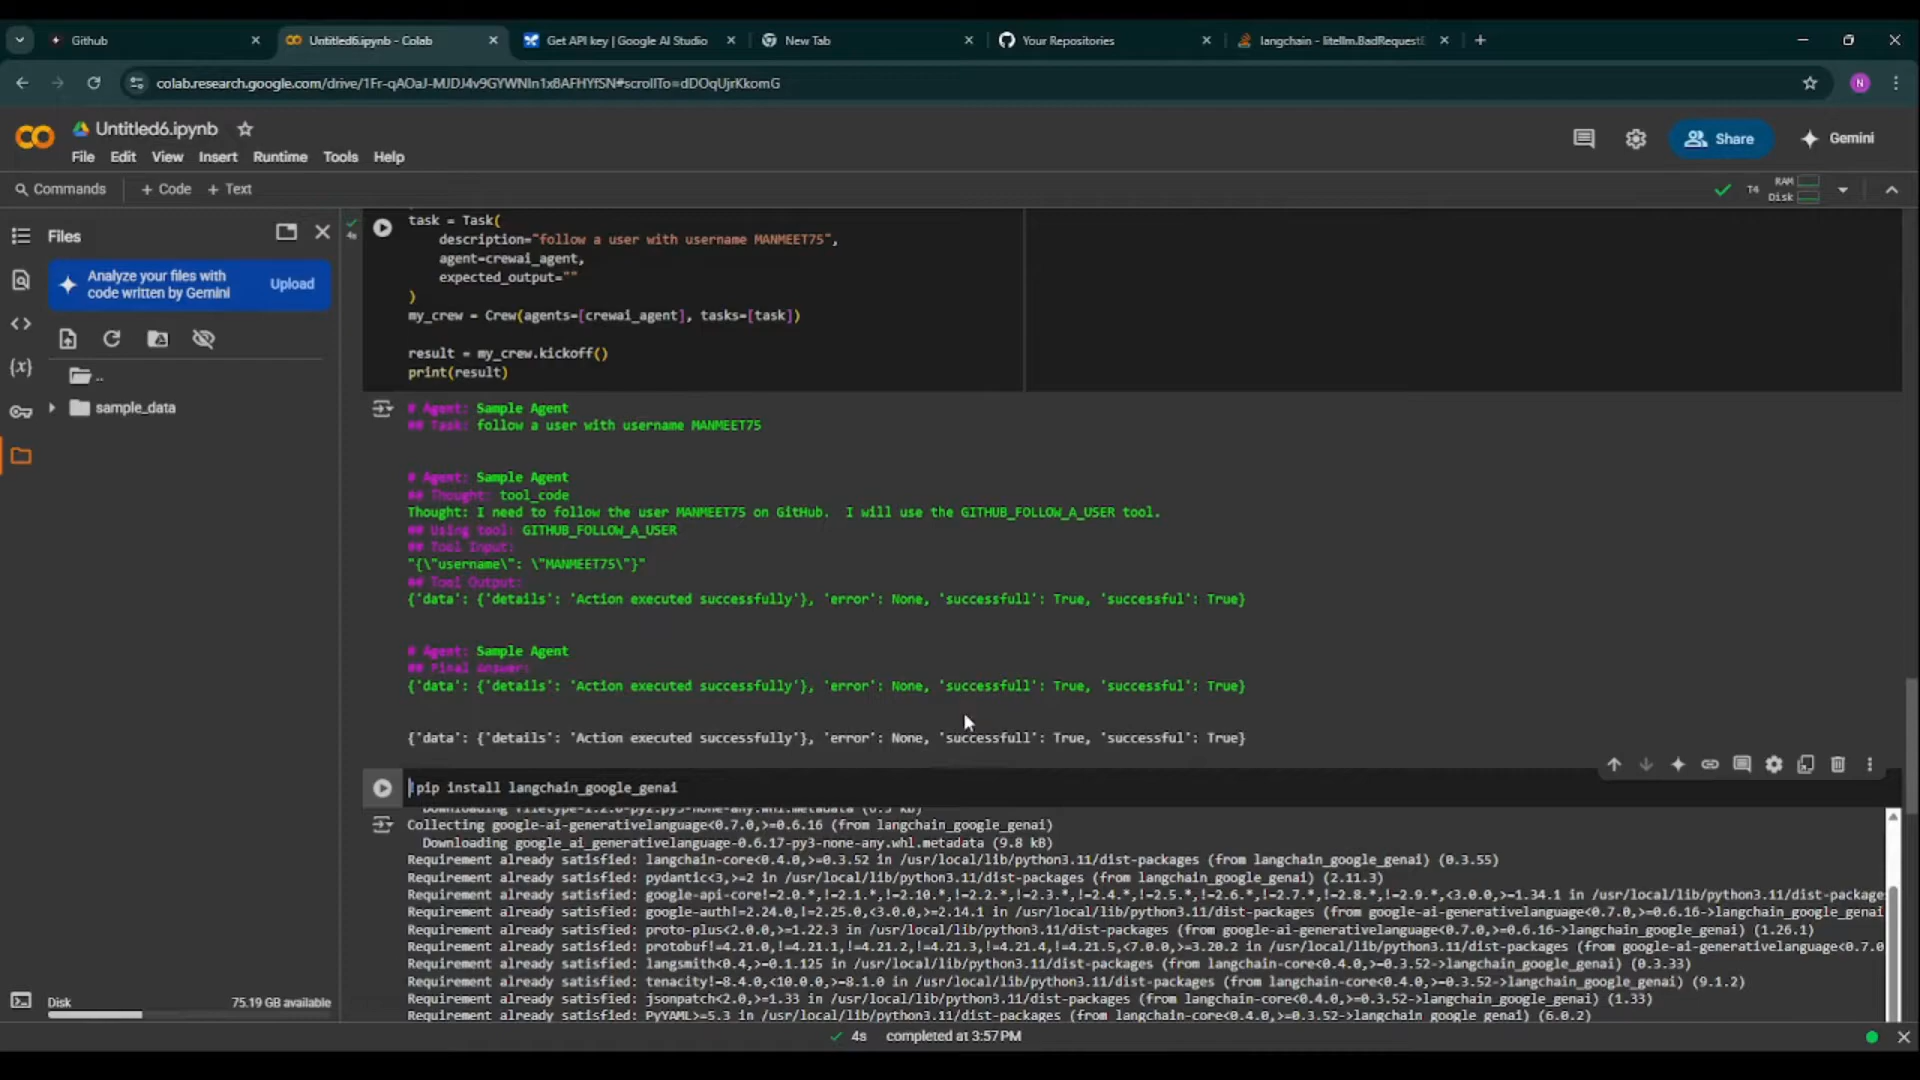 Github
Untitled6.ipynb - Colab
Get API key | Google AI Studio
New Tab
Your Repositories
langchain - litellm.BadRequestE
colab.research.google.com/drive/1Fr-qAOaJ-MJDJ4v9GYWNIn1x8AFHYfSN#scrollTo=dDOqUjrKkomG
N
Untitled6.ipynb
File Edit View Insert Runtime Tools Help
Share
Gemini
Commands + Code + Text
T4 RAM
Disk
Files
Analyze your files with
code written by Gemini
Upload
..
sample_data
Disk 75.19 GB available
4s
task = Task(
description="follow a user with username MANMEET75",
agent=crewai_agent,
expected_output=""
)
my_crew = Crew(agents=[crewai_agent], tasks=[task])
result = my_crew.kickoff()
print(result)
# Agent: Sample Agent
## Task: follow a user with username MANMEET75
# Agent: Sample Agent
## Thought: tool_code
Thought: I need to follow the user MANMEET75 on GitHub. I will use the GITHUB_FOLLOW_A_USER tool.
## Using tool: GITHUB_FOLLOW_A_USER
## Tool Input:
"{\"username\": \"MANMEET75\"}"
## Tool Output:
{'data': {'details': 'Action executed successfully'}, 'error': None, 'successfull': True, 'successful': True}
# Agent: Sample Agent
## Final Answer:
{'data': {'details': 'Action executed successfully'}, 'error': None, 'successfull': True, 'successful': True}
{'data': {'details': 'Action executed successfully'}, 'error': None, 'successfull': True, 'successful': True}
!pip install langchain_google_genai
Downloading filetype-1.2.0-py2.py3-none-any.whl.metadata (6.5 kB)
Collecting google-ai-generativelanguage<0.7.0,>=0.6.16 (from langchain_google_genai)
Downloading google_ai_generativelanguage-0.6.17-py3-none-any.whl.metadata (9.8 kB)
Requirement already satisfied: langchain-core<0.4.0,>=0.3.52 in /usr/local/lib/python3.11/dist-packages (from langchain_google_genai) (0.3.55)
Requirement already satisfied: pydantic<3,>=2 in /usr/local/lib/python3.11/dist-packages (from langchain_google_genai) (2.11.3)
Requirement already satisfied: google-api-core!=2.0.*,!=2.1.*,!=2.10.*,!=2.2.*,!=2.3.*,!=2.4.*,!=2.5.*,!=2.6.*,!=2.7.*,!=2.8.*,!=2.9.*,<3.0.0,>=1.34.1 in /usr/local/lib/python3.11/dist-package
Requirement already satisfied: google-auth!=2.24.0,!=2.25.0,<3.0.0,>=2.14.1 in /usr/local/lib/python3.11/dist-packages (from google-ai-generativelanguage<0.7.0,>=0.6.16->langchain_google_genai
Requirement already satisfied: proto-plus<2.0.0,>=1.22.3 in /usr/local/lib/python3.11/dist-packages (from google-ai-generativelanguage<0.7.0,>=0.6.16->langchain_google_genai) (1.26.1)
Requirement already satisfied: protobuf!=4.21.0,!=4.21.1,!=4.21.2,!=4.21.3,!=4.21.4,!=4.21.5,<7.0.0,>=3.20.2 in /usr/local/lib/python3.11/dist-packages (from google-ai-generativelanguage<0.7.0
Requirement already satisfied: langsmith<0.4,>=0.1.125 in /usr/local/lib/python3.11/dist-packages (from langchain-core<0.4.0,>=0.3.52->langchain_google_genai) (0.3.33)
Requirement already satisfied: tenacity!=8.4.0,<10.0.0,>=8.1.0 in /usr/local/lib/python3.11/dist-packages (from langchain-core<0.4.0,>=0.3.52->langchain_google_genai) (9.1.2)
Requirement already satisfied: jsonpatch<2.0,>=1.33 in /usr/local/lib/python3.11/dist-packages (from langchain-core<0.4.0,>=0.3.52->langchain_google_genai) (1.33)
Requirement already satisfied: PyYAML>=5.3 in /usr/local/lib/python3.11/dist-packages (from langchain-core<0.4.0,>=0.3.52->langchain_google_genai) (6.0.2)
4s completed at 3:57PM